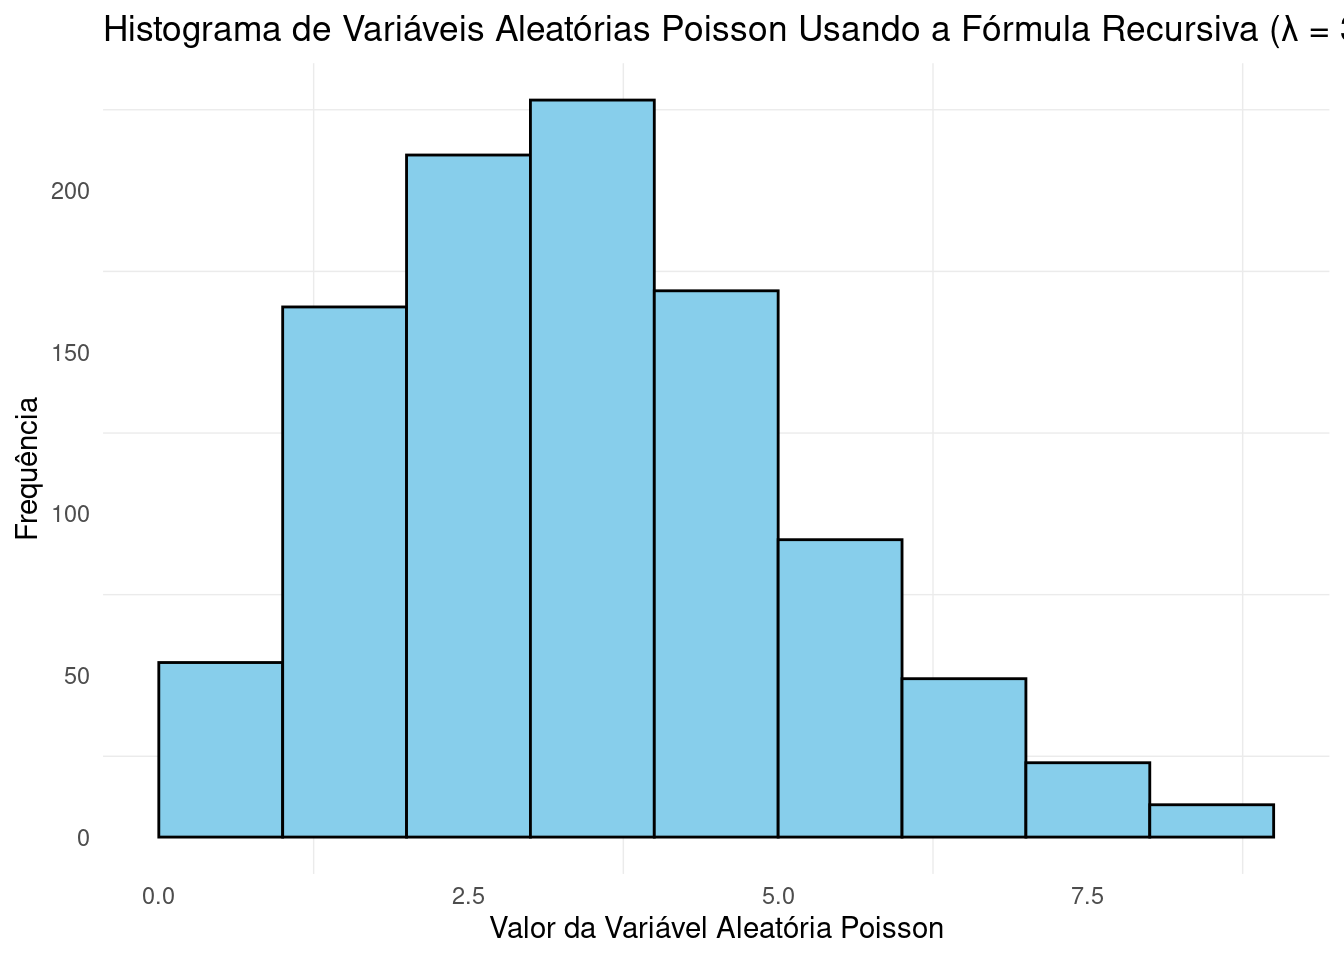 Histograma de Variáveis Aleatórias Poisson Usando a Fórmula Recursiva (λ = 3
Frequência
200
150
100
50
0
0.0 2.5 5.0 7.5
Valor da Variável Aleatória Poisson